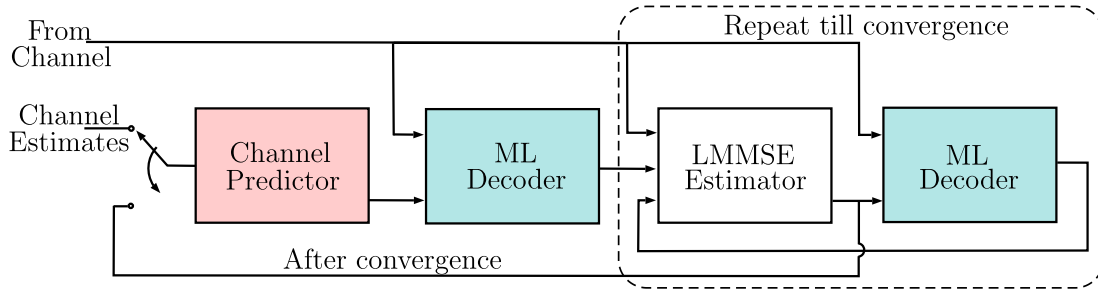 From
Channel
Repeat till convergence
Channel
Estimates
Channel
Predictor
ML
Decoder
LMMSE
Estimator
ML
Decoder
After convergence